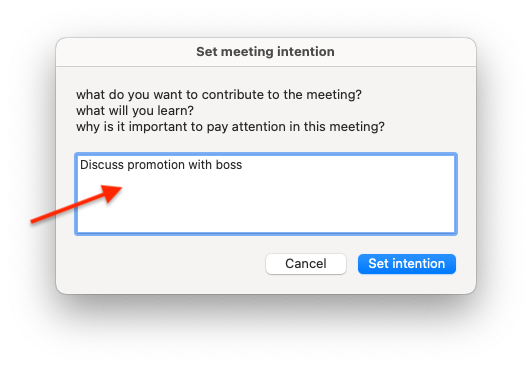 Set meeting intention
what do you want to contribute to the meeting?
what will you learn?
why is it important to pay attention in this meeting?
Discuss promotion with boss
Cancel
Set intention